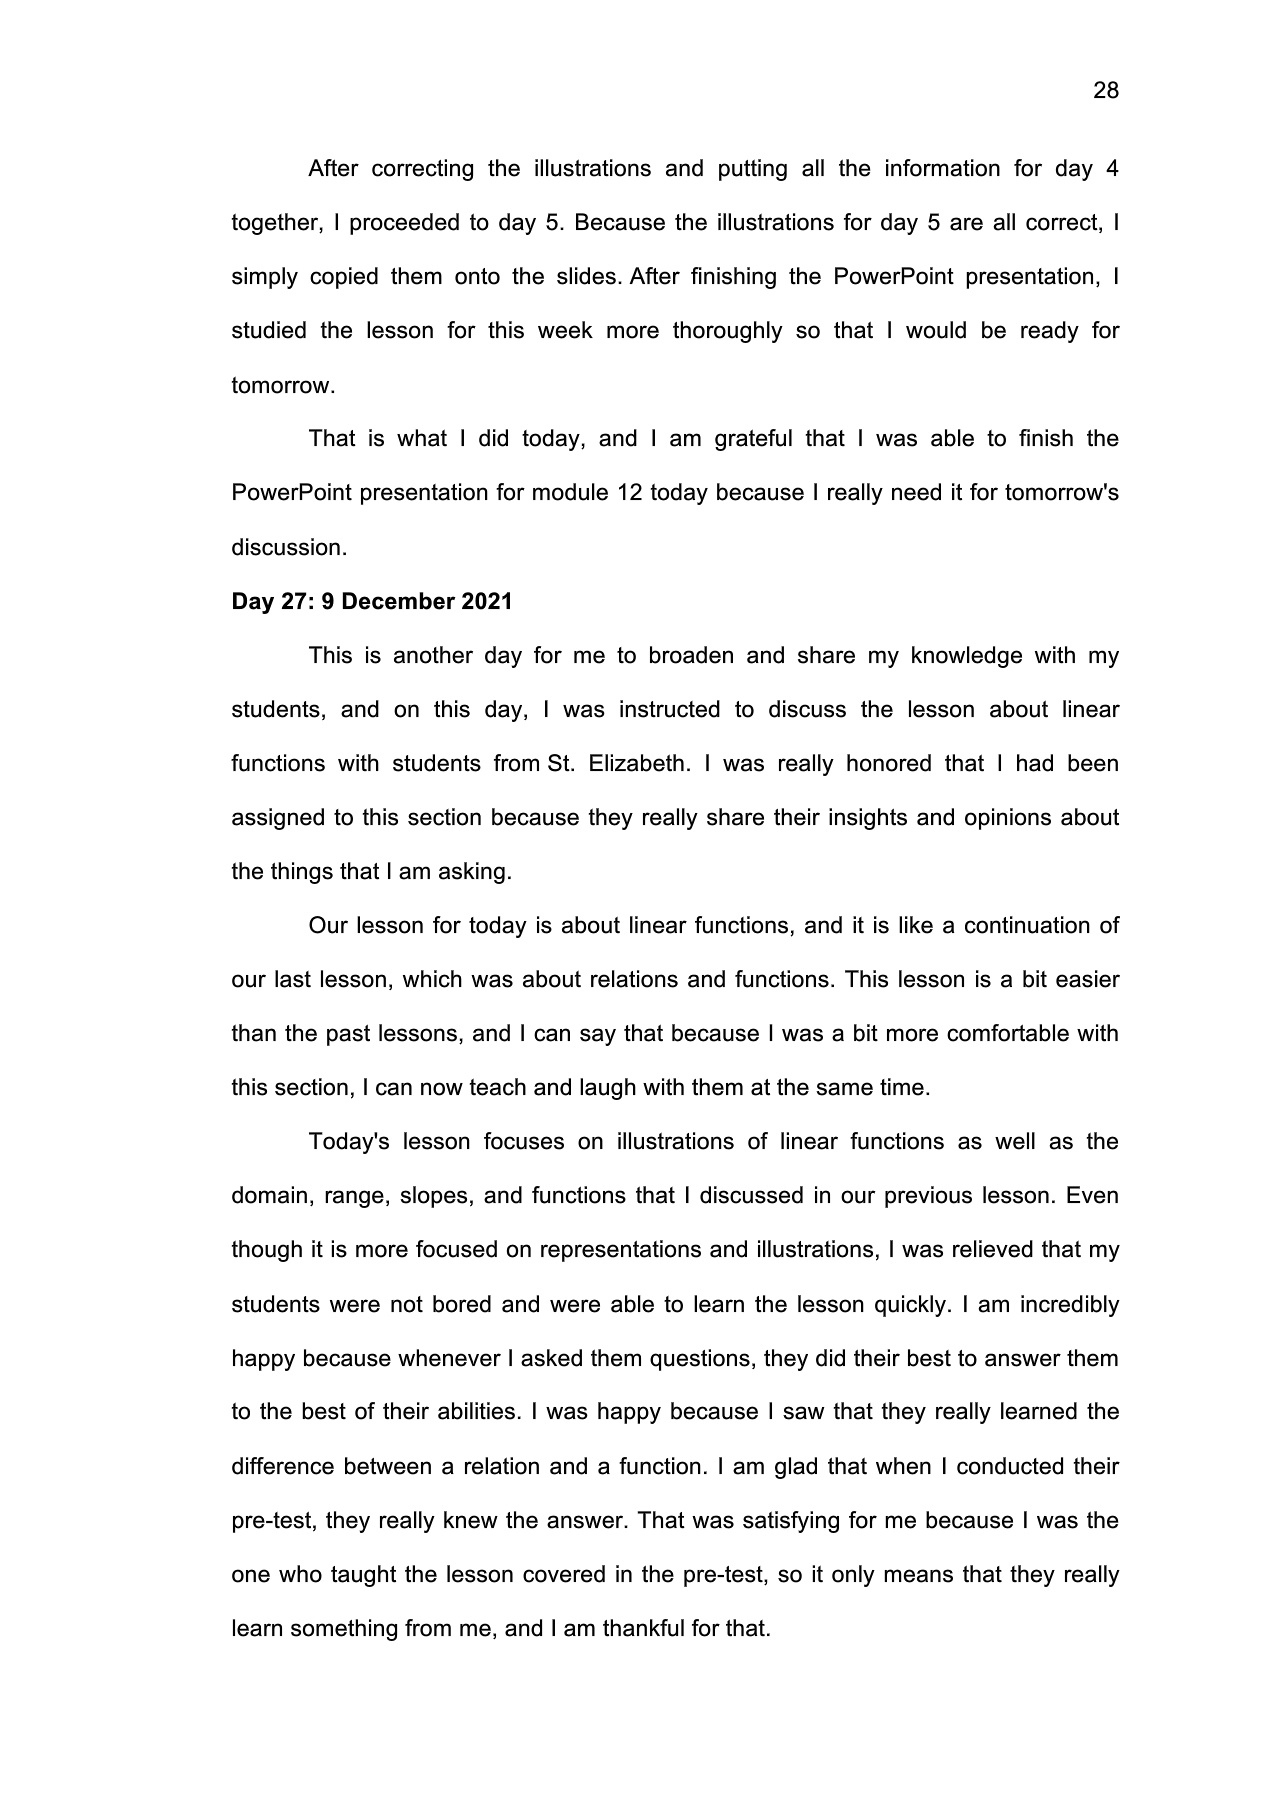 28
After correcting the illustrations and putting all the information for day 4
together, I proceeded to day 5. Because the illustrations for day 5 are all correct, I
simply copied them onto the slides. After finishing the PowerPoint presentation, I
studied the lesson for this week more thoroughly so that I would be ready for
tomorrow.
That is what I did today, and I am grateful that I was able to finish the
PowerPoint presentation for module 12 today because I really need it for tomorrow's
discussion.
Day 27: 9 December 2021
This is another day for me to broaden and share my knowledge with my
students, and on this day, I was instructed to discuss the lesson about linear
functions with students from St. Elizabeth. I was really honored that I had been
assigned to this section because they really share their insights and opinions about
the things that I am asking.
Our lesson for today is about linear functions, and it is like a continuation of
our last lesson, which was about relations and functions. This lesson is a bit easier
than the past lessons, and I can say that because I was a bit more comfortable with
this section, I can now teach and laugh with them at the same time.
Today's lesson focuses on illustrations of linear functions as well as the
domain, range, slopes, and functions that I discussed in our previous lesson. Even
though it is more focused on representations and illustrations, I was relieved that my
students were not bored and were able to learn the lesson quickly. I am incredibly
happy because whenever I asked them questions, they did their best to answer them
to the best of their abilities. I was happy because I saw that they really learned the
difference between a relation and a function. I am glad that when I conducted their
pre-test, they really knew the answer. That was satisfying for me because I was the
one who taught the lesson covered in the pre-test, so it only means that they really
learn something from me, and I am thankful for that.